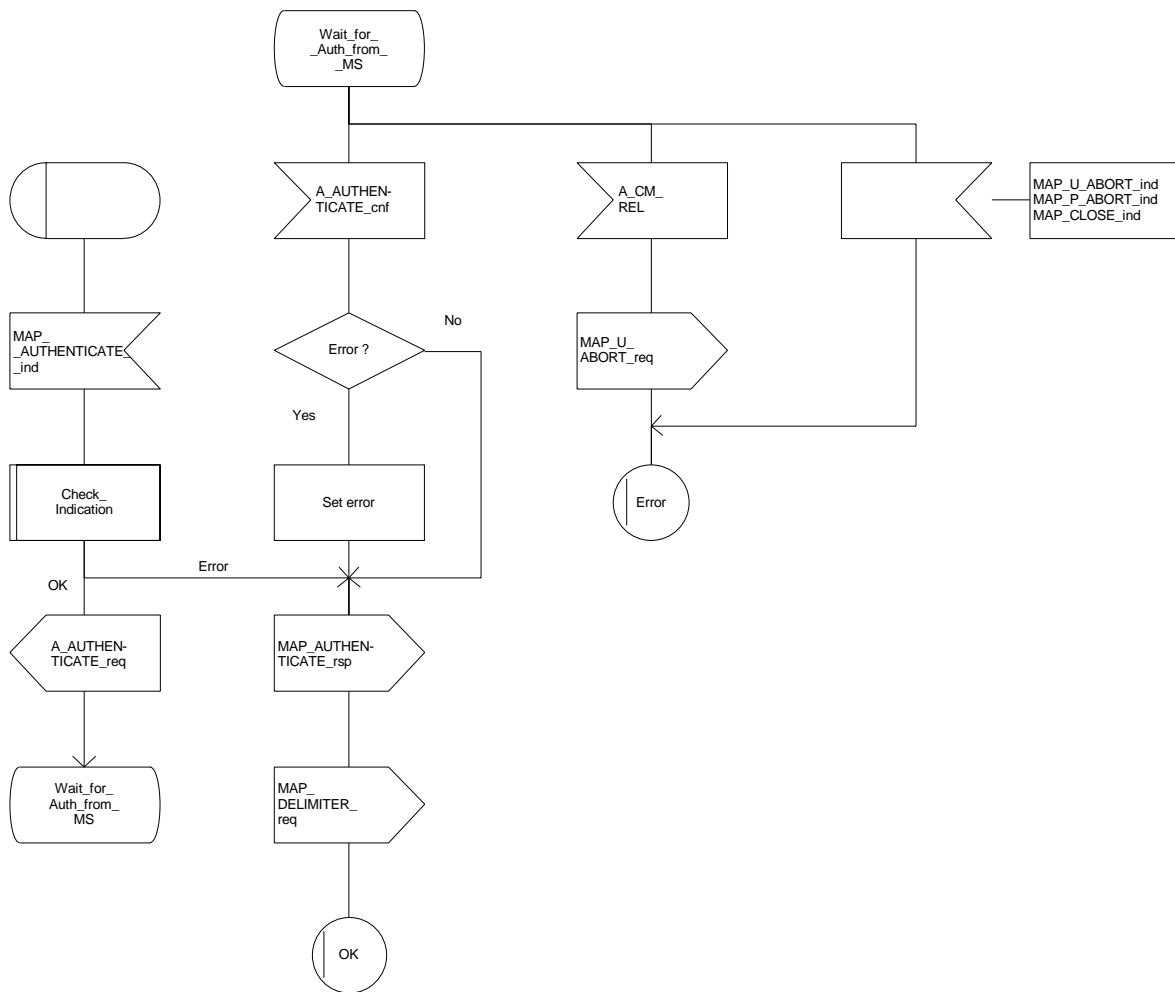 Wait_for_
_Auth_from_
_MS
A_AUTHEN-
TICATE_cnf
A_CM_
REL
MAP_U_ABORT_ind
MAP_P_ABORT_ind
MAP_CLOSE_ind
MAP_
_AUTHENTICATE_
_ind
Error ?
No
MAP_U_
ABORT_req
Yes
Check_
Indication
Set error
Error
Error
OK
A_AUTHEN-
TICATE_req
MAP_AUTHEN-
TICATE_rsp
Wait_for_
Auth_from_
MS
MAP_
DELIMITER_
req
OK